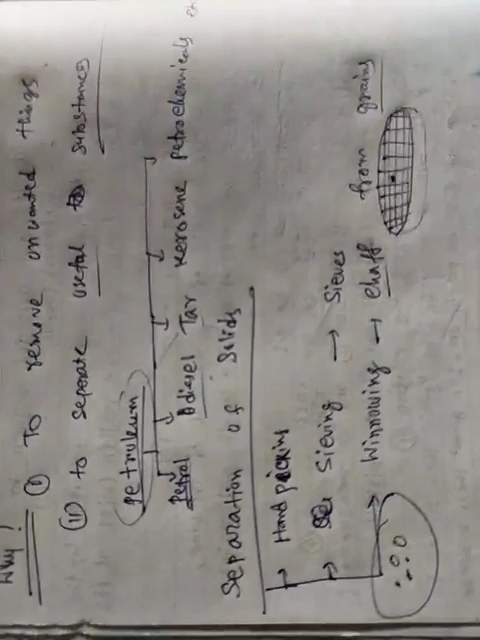 Why?
(i) To remove unwanted things.
(ii) to separate useful substances
petroleum
petrol diesel Tar Kerosene petrochemicals
Separation of Solids
Hand picking
Sieving → Sieves
Winnowing → Chaff from grains